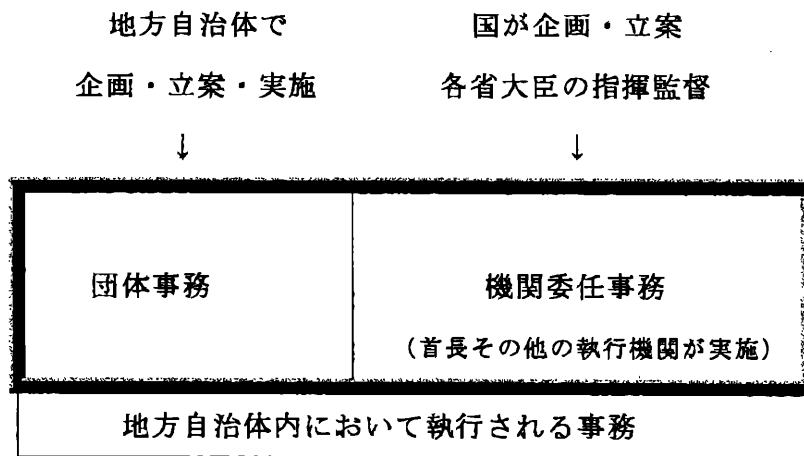 地方自治体で
企画・立案・実施
↓
国が企画・立案
各省大臣の指揮監督
↓
団体事務
機関委任事務
(首長その他の執行機関が実施)
地方自治体内において執行される事務